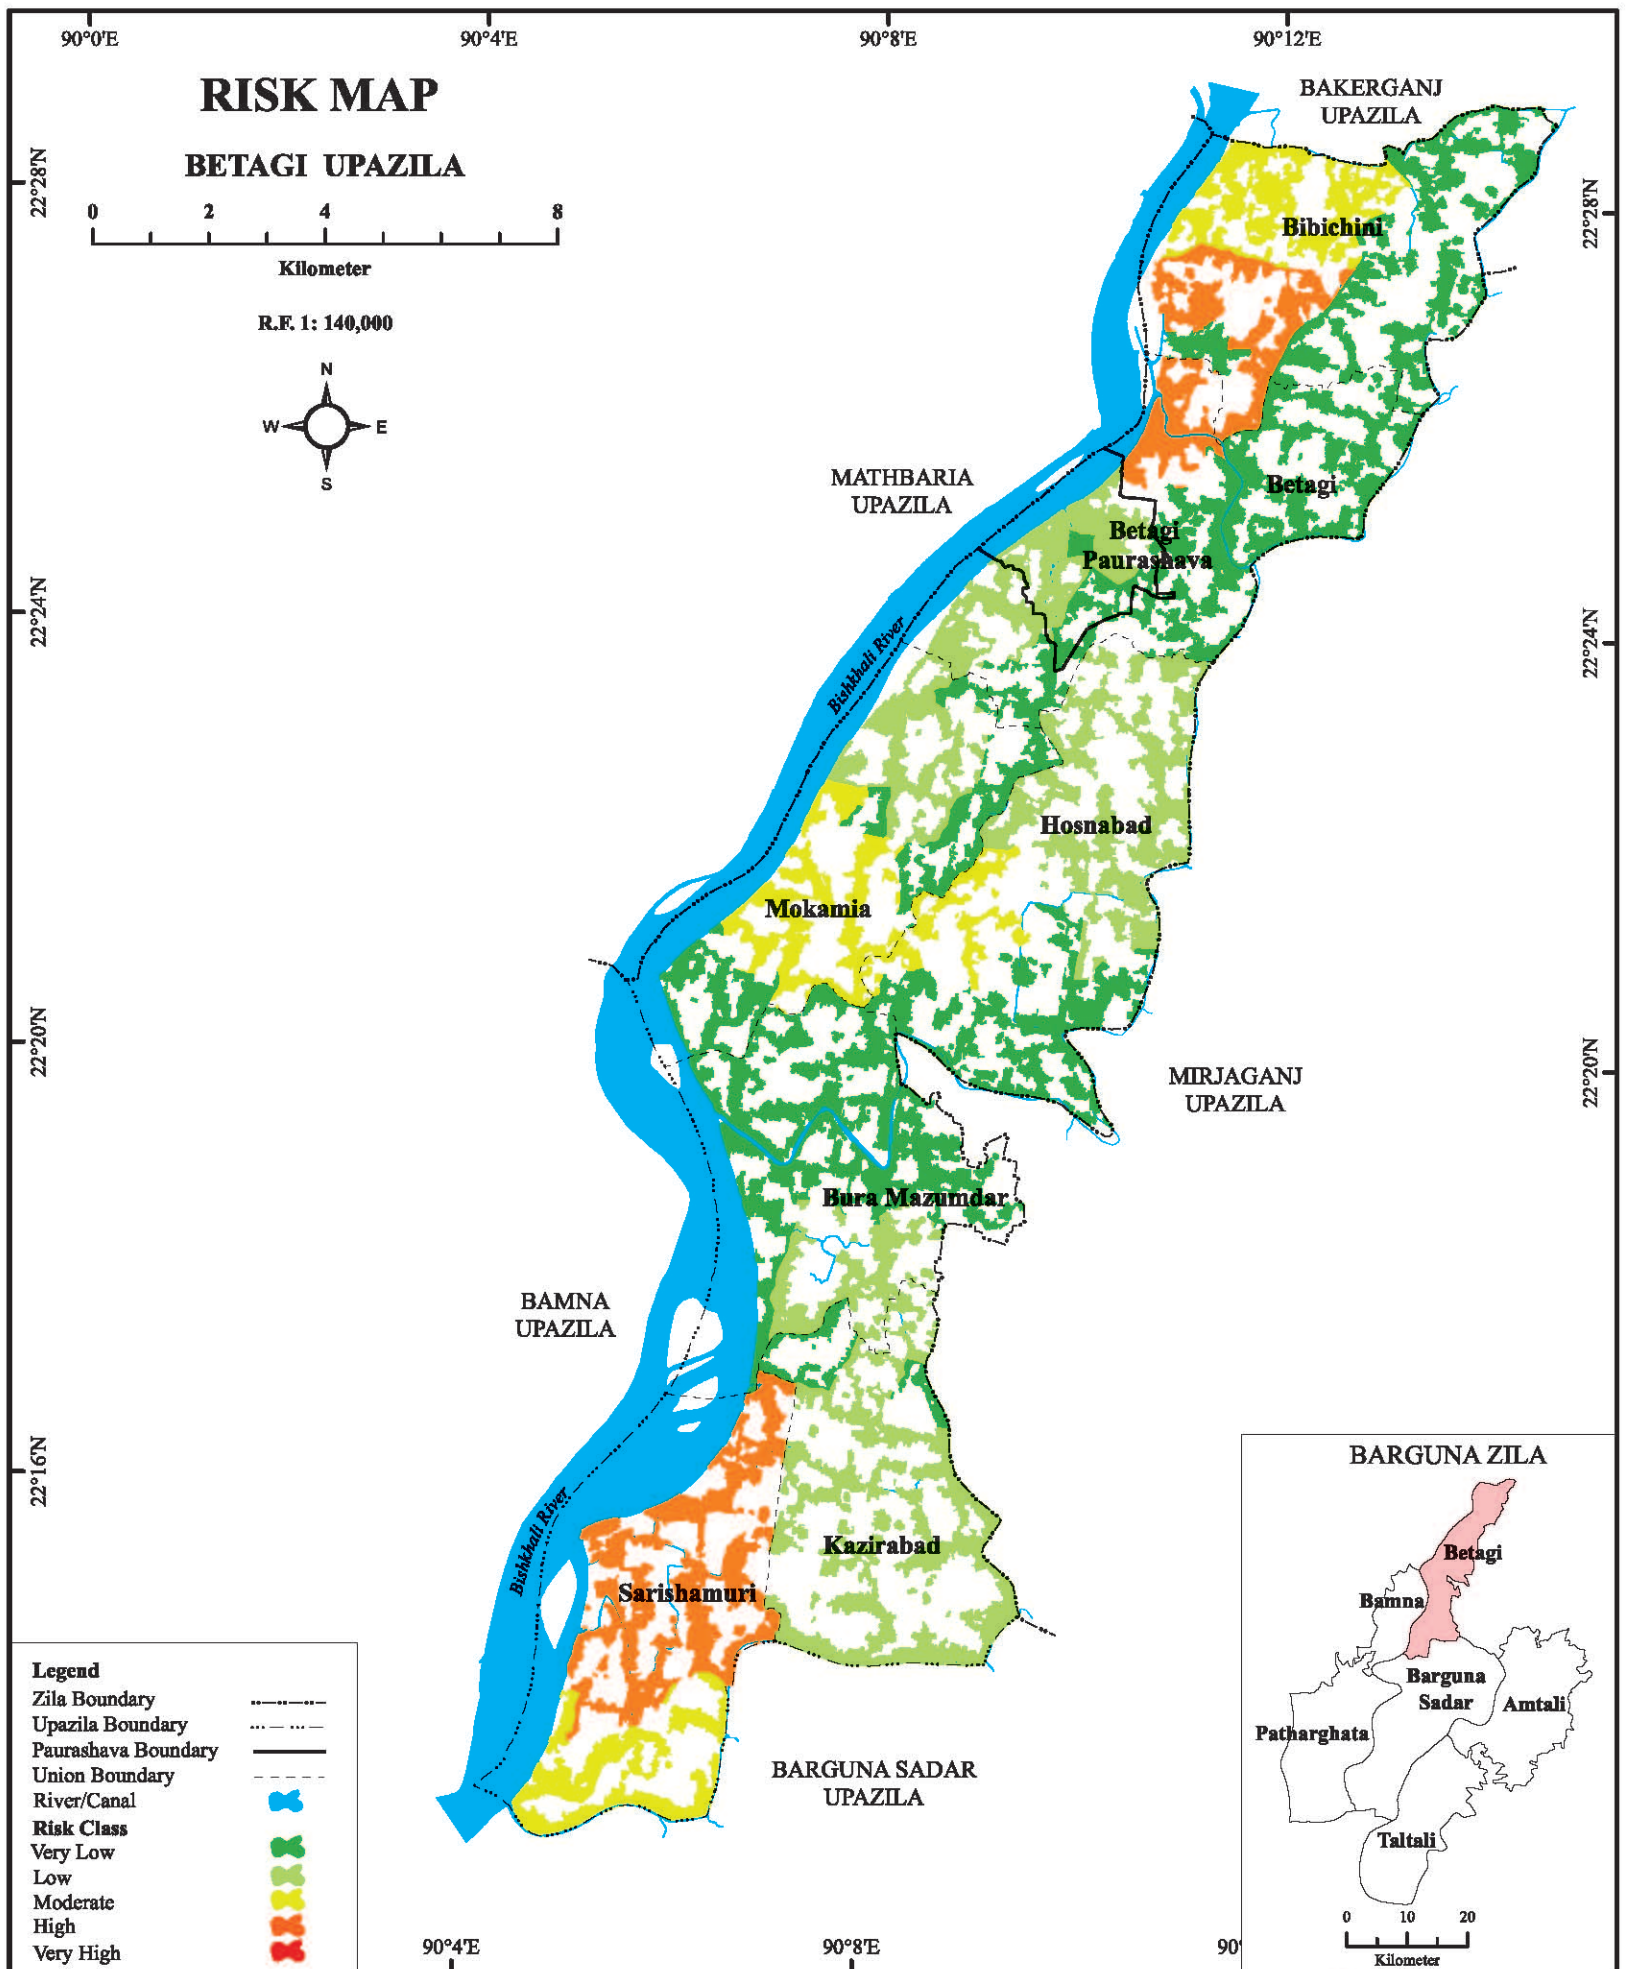 90°0'E
90°4'E
90°8'E
90°12'E
RISK MAP
BETAGI UPAZILA
0 2 4 8
Kilometer
R.F. 1: 140,000
N
W E
S
22°28'N
22°24'N
22°20'N
22°16'N
22°28'N
22°24'N
22°20'N
BAKERGANJ
UPAZILA
Bibichini
MATHBARIA
UPAZILA
Betagi
Betagi
Paurashava
Bishkhali River
Hosnabad
Mokamia
MIRJAGANJ
UPAZILA
Bura Mazumdar
BAMNA
UPAZILA
Bishkhali River
Kazirabad
Sarishamuri
BARGUNA SADAR
UPAZILA
Legend
Zila Boundary
Upazila Boundary
Paurashava Boundary
Union Boundary
River/Canal
Risk Class
Very Low
Low
Moderate
High
Very High
BARGUNA ZILA
Betagi
Bamna
Barguna
Sadar
Amtali
Patharghata
Taltali
0 10 20
Kilometer
90°4'E
90°8'E
90°